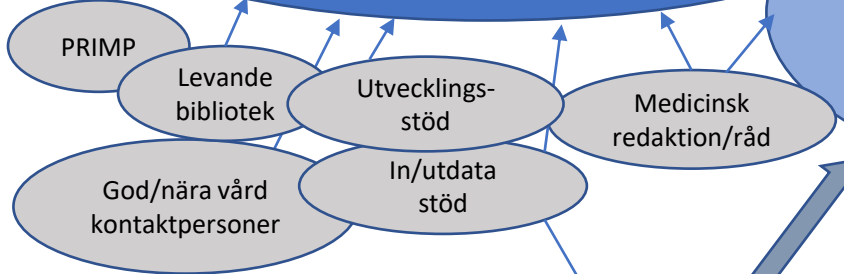 PRIMP
Levande
bibliotek
Utvecklings-
stöd
Medicinsk
redaktion/råd
God/nära vård
kontaktpersoner
In/utdata
stöd